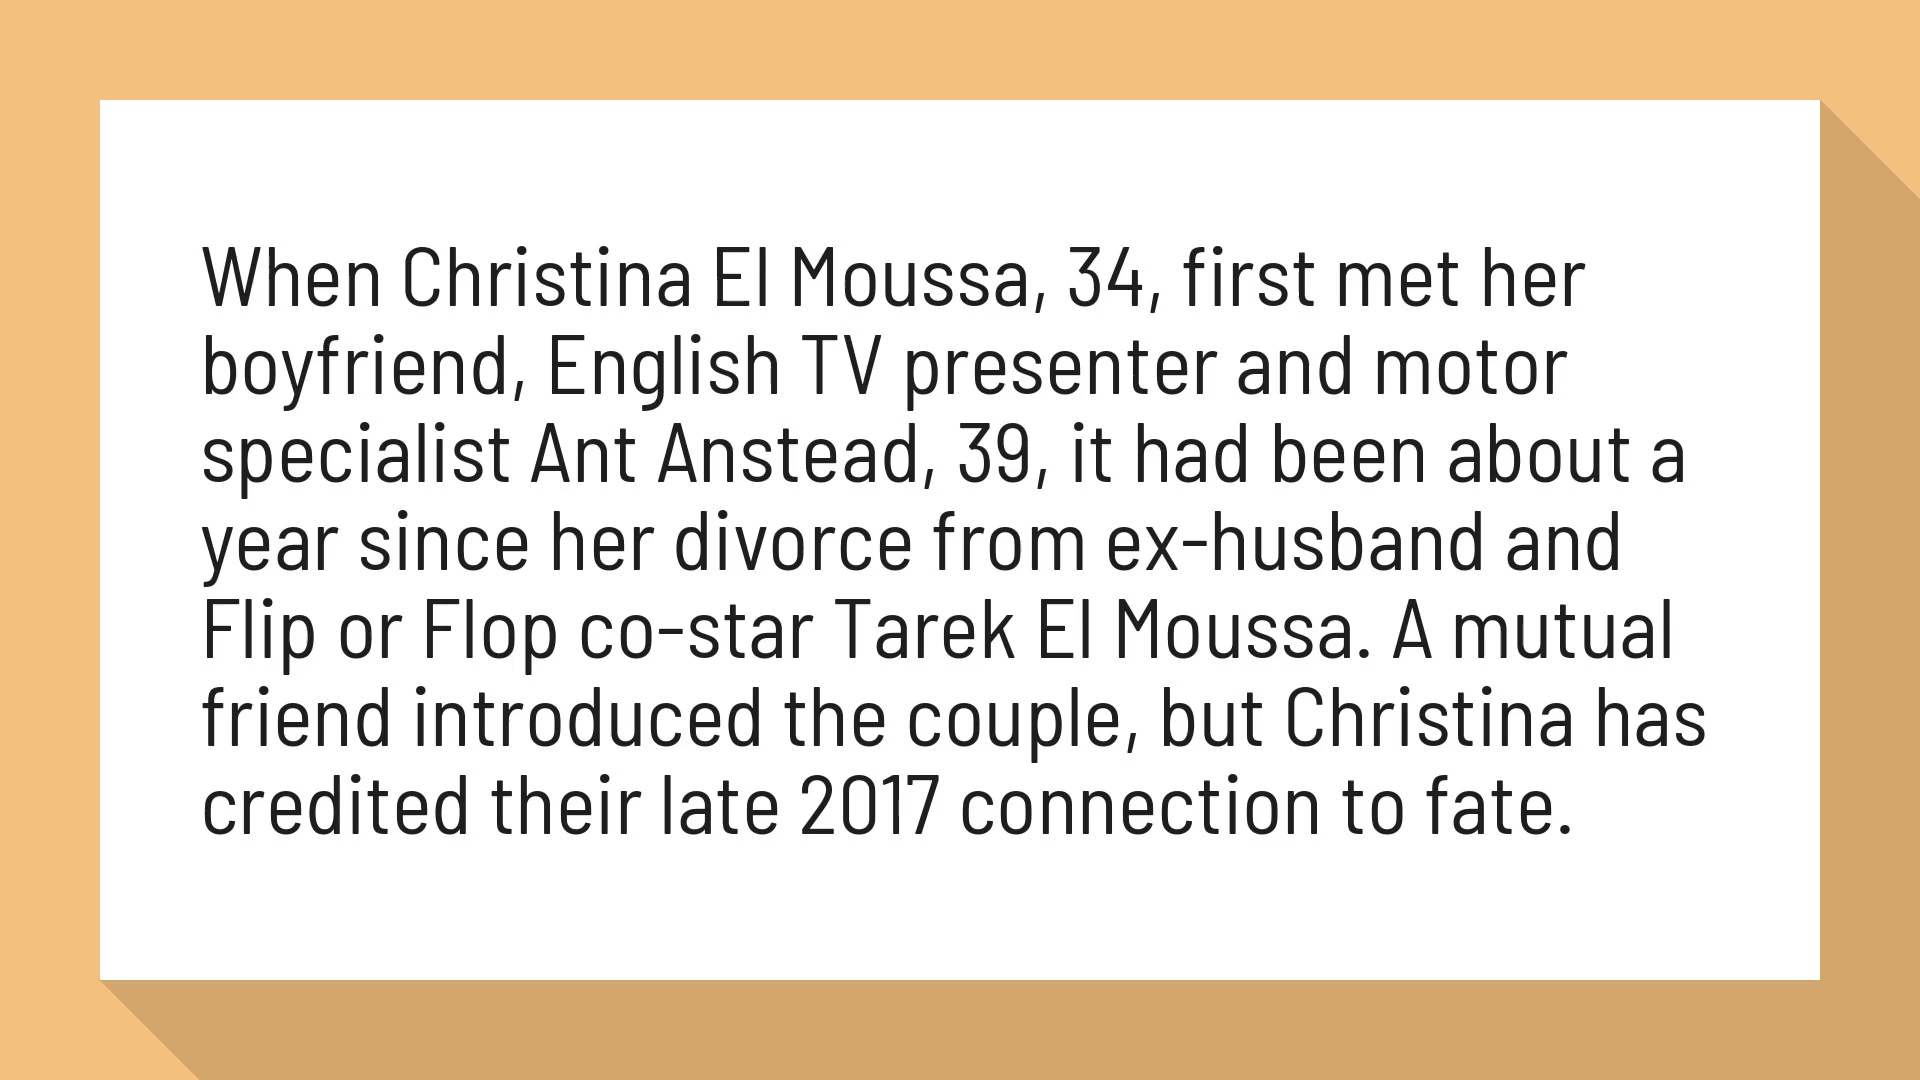 When Christina El Moussa, 34, first met her
boyfriend, English TV presenter and motor
specialist Ant Anstead, 39, it had been about a
year since her divorce from ex-husband and
Flip or Flop co-star Tarek El Moussa. A mutual
friend introduced the couple, but Christina has
credited their late 2017 connection to fate.